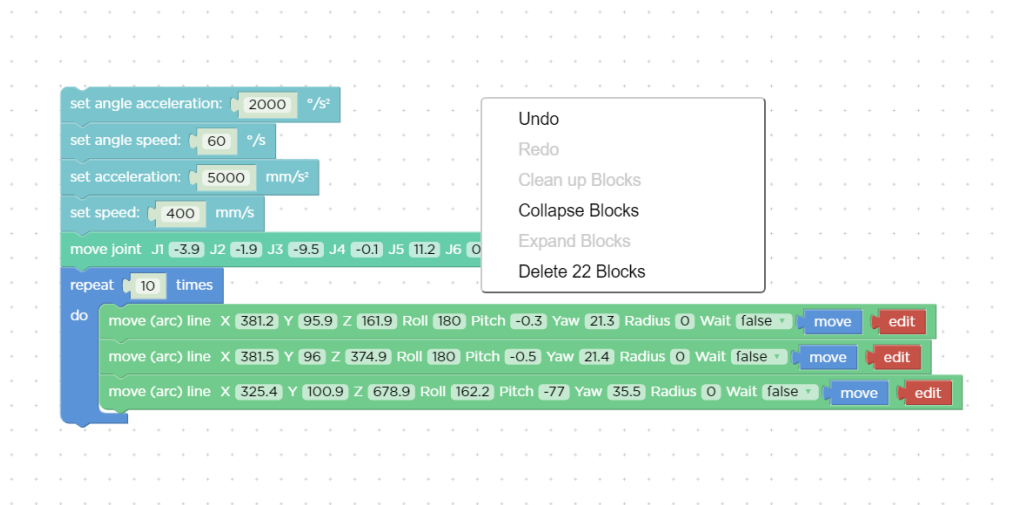 set angle acceleration: 2000 °/s²
set angle speed: 60 °/s
set acceleration: 5000 mm/s²
set speed: 400 mm/s
move joint J1 -3.9 J2 -1.9 J3 -9.5 J4 -0.1 J5 11.2 J6 0
repeat 10 times
do
move (arc) line X 381.2 Y 95.9 Z 161.9 Roll 180 Pitch -0.3 Yaw 21.3 Radius 0 Wait false move edit
move (arc) line X 381.5 Y 96 Z 374.9 Roll 180 Pitch -0.5 Yaw 21.4 Radius 0 Wait false move edit
move (arc) line X 325.4 Y 100.9 Z 678.9 Roll 162.2 Pitch -77 Yaw 35.5 Radius 0 Wait false move edit
Undo
Redo
Clean up Blocks
Collapse Blocks
Expand Blocks
Delete 22 Blocks